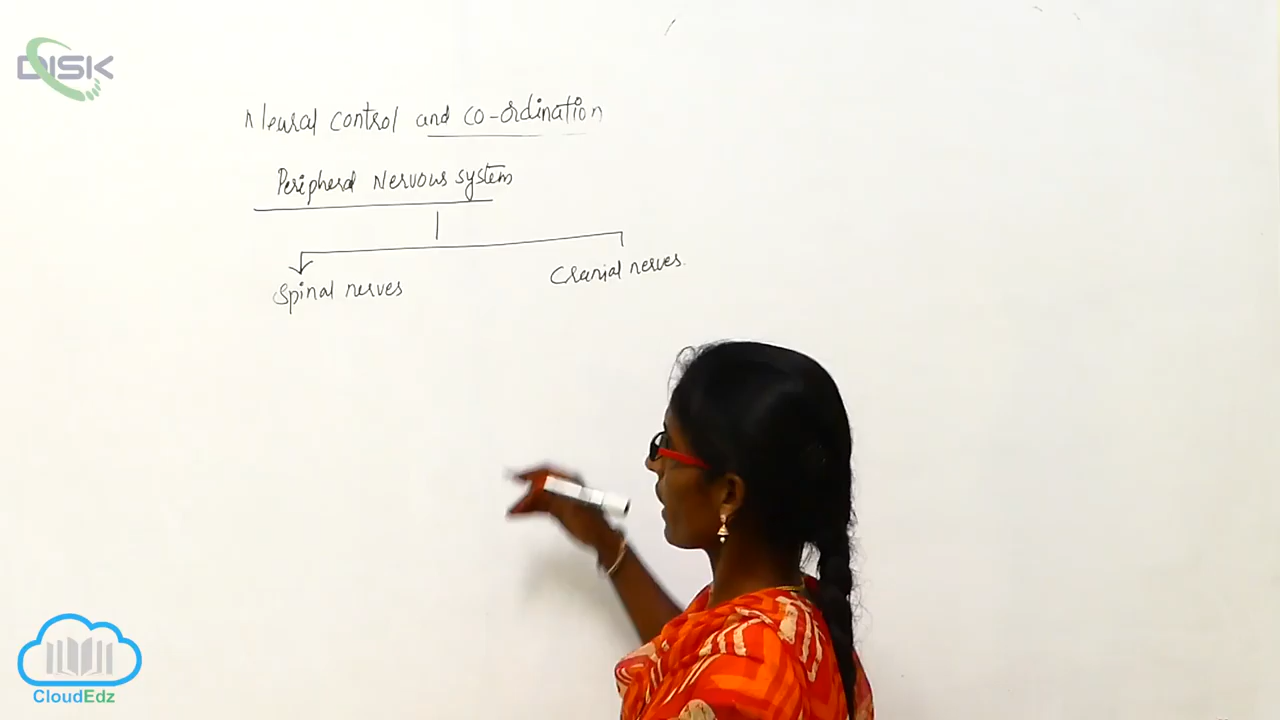 DISK
Neural control and co-ordination
Peripheral Nervous system
Spinal nerves
Cranial nerves.
CloudEdz